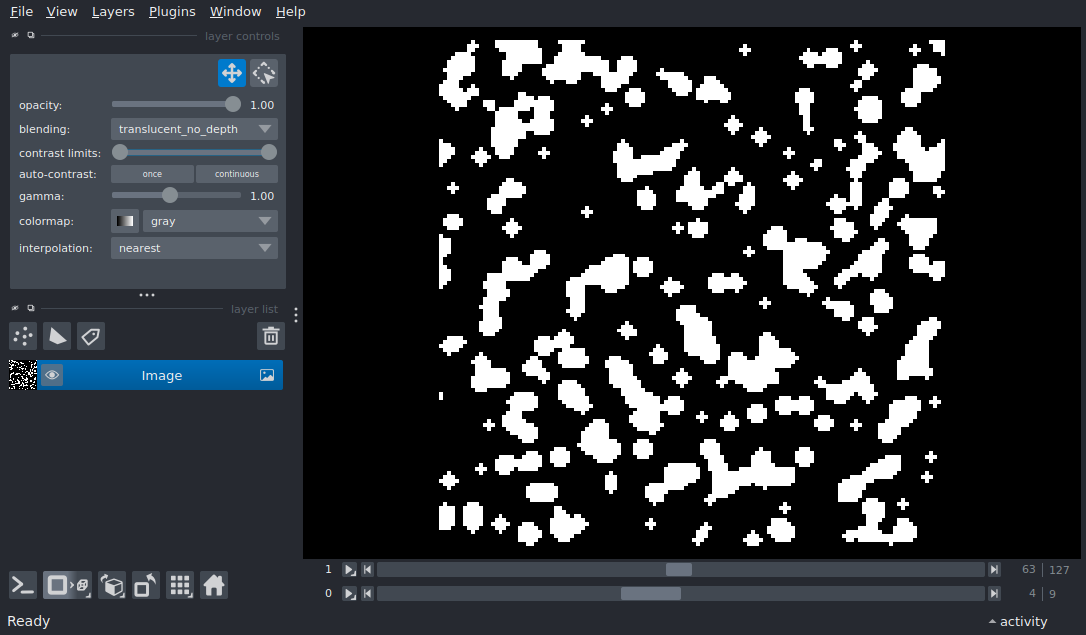 File View Layers Plugins Window Help
layer controls
opacity: 1.00
blending: translucent_no_depth
contrast limits:
auto-contrast: once continuous
gamma: 1.00
colormap: gray
interpolation: nearest
layer list
Image
1 63 127
0 4 9
Ready activity